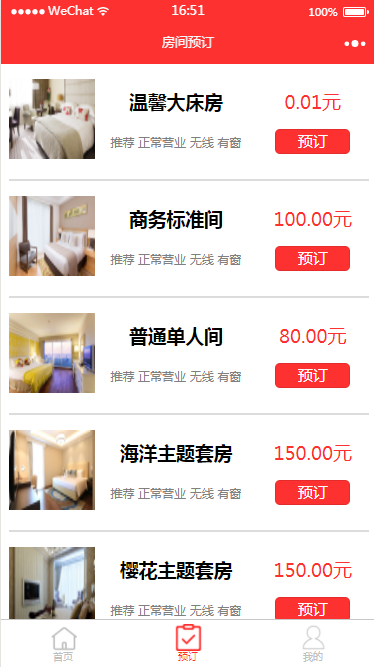 WeChat 16:51 100%
房间预订
温馨大床房 0.01元
推荐 正常营业 无线 有窗 预订
商务标准间 100.00元
推荐 正常营业 无线 有窗 预订
普通单人间 80.00元
推荐 正常营业 无线 有窗 预订
海洋主题套房 150.00元
推荐 正常营业 无线 有窗 预订
樱花主题套房 150.00元
推荐 正常营业 无线 有窗 预订
首页 预订 我的